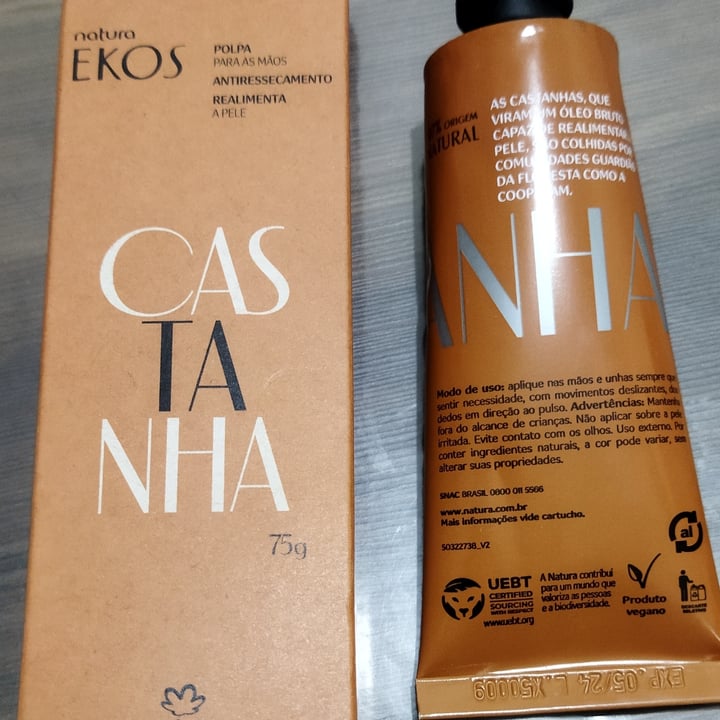 natura
EKOS
POLPA
PARA AS MÃOS
ANTIRESSECAMENTO
REALIMENTA
A PELE
CAS
TA
NHA
75g
ORIGEM
NATURAL
AS CASTANHAS, QUE
VIRAM UM ÓLEO BRUTO
CAPAZ DE REALIMENTAR
PELE, SÃO COLHIDAS POR
COMUNIDADES GUARDIÃS
DA FLORESTA COMO A
ANHA
Modo de uso: aplique nas mãos e unhas sempre que
sentir necessidade, com movimentos deslizantes, dos
dedos em direção ao pulso. Advertências: Mantenha
fora do alcance de crianças. Não aplicar sobre a pele
irritada. Evite contato com os olhos. Uso externo. Por
conter ingredientes naturais, a cor pode variar, sem
alterar suas propriedades.
SNAC BRASIL 0800 011 5566
www.natura.com.br
Mais informações vide cartucho.
50322738_V2
al
UEBT
CERTIFIED
SOURCING
WITH RESPECT
www.uebt.org
A Natura contribui
para um mundo que
valoriza as pessoas
e a biodiversidade.
Produto
vegano
DESCARTE
SELETIVO
EXP.05/24 L.X50009